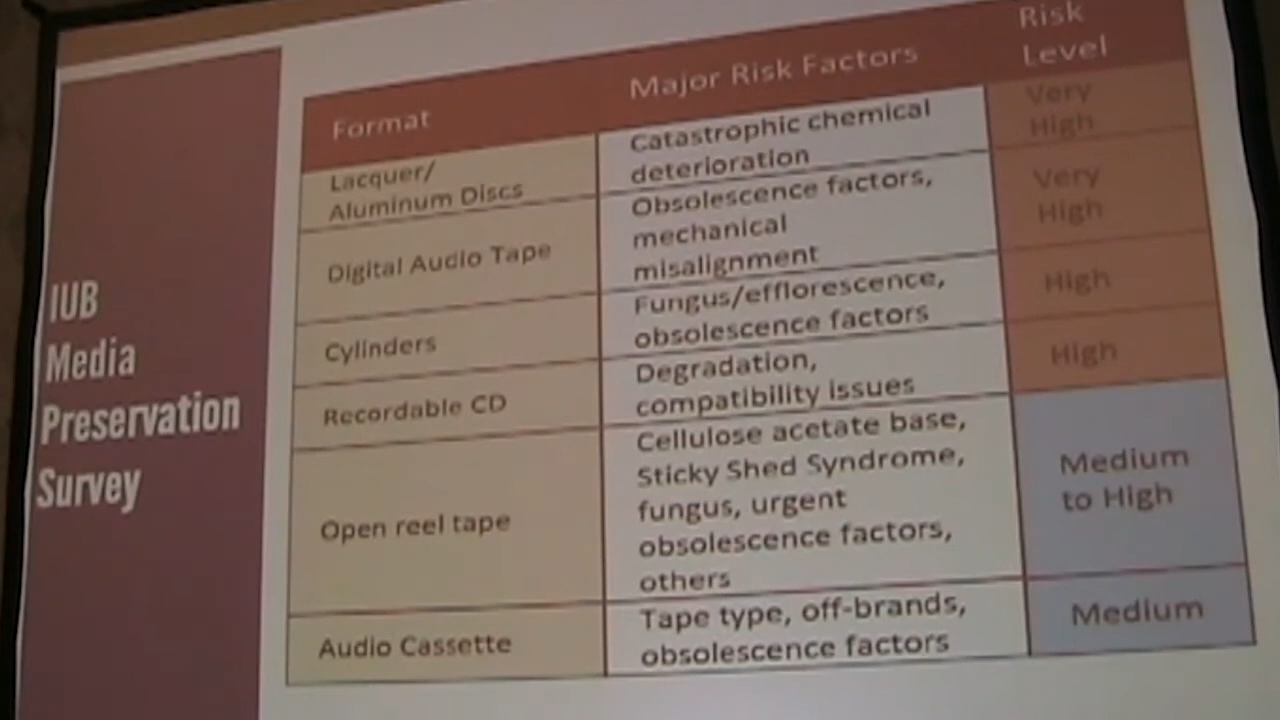 IUB
Media
Preservation
Survey
Format
Major Risk Factors
Risk
Level
Lacquer/
Aluminum Discs
Catastrophic chemical
deterioration
Very
High
Digital Audio Tape
Obsolescence factors,
mechanical
misalignment
Very
High
Cylinders
Fungus/efflorescence,
obsolescence factors
High
Recordable CD
Degradation,
compatibility issues
High
Open reel tape
Cellulose acetate base,
Sticky Shed Syndrome,
fungus, urgent
obsolescence factors,
others
Medium
to High
Audio Cassette
Tape type, off-brands,
obsolescence factors
Medium